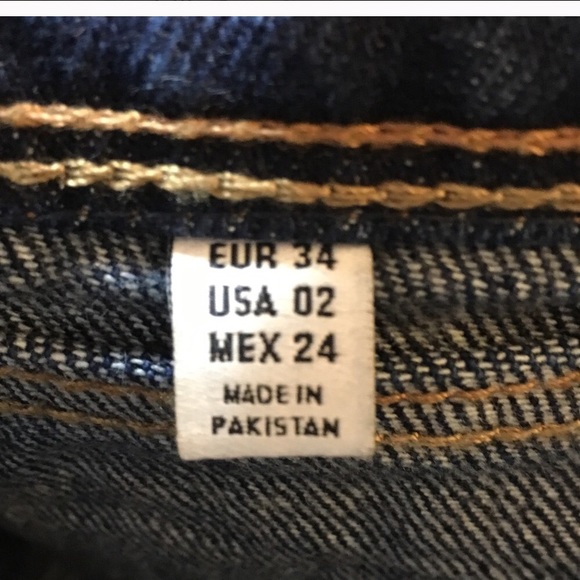 EUR 34
USA 02
MEX 24
MADE IN
PAKISTAN